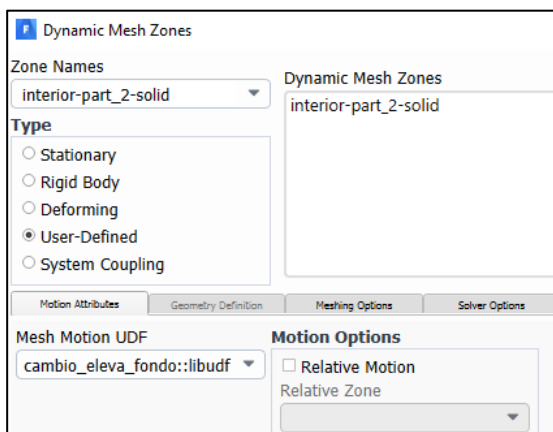 Dynamic Mesh Zones
Zone Names
interior-part_2-solid
Dynamic Mesh Zones
interior-part_2-solid
Type
Stationary
Rigid Body
Deforming
User-Defined
System Coupling
Motion Attributes
Geometry Definition
Meshing Options
Solver Options
Mesh Motion UDF
cambio_eleva_fondo::libudf
Motion Options
Relative Motion
Relative Zone